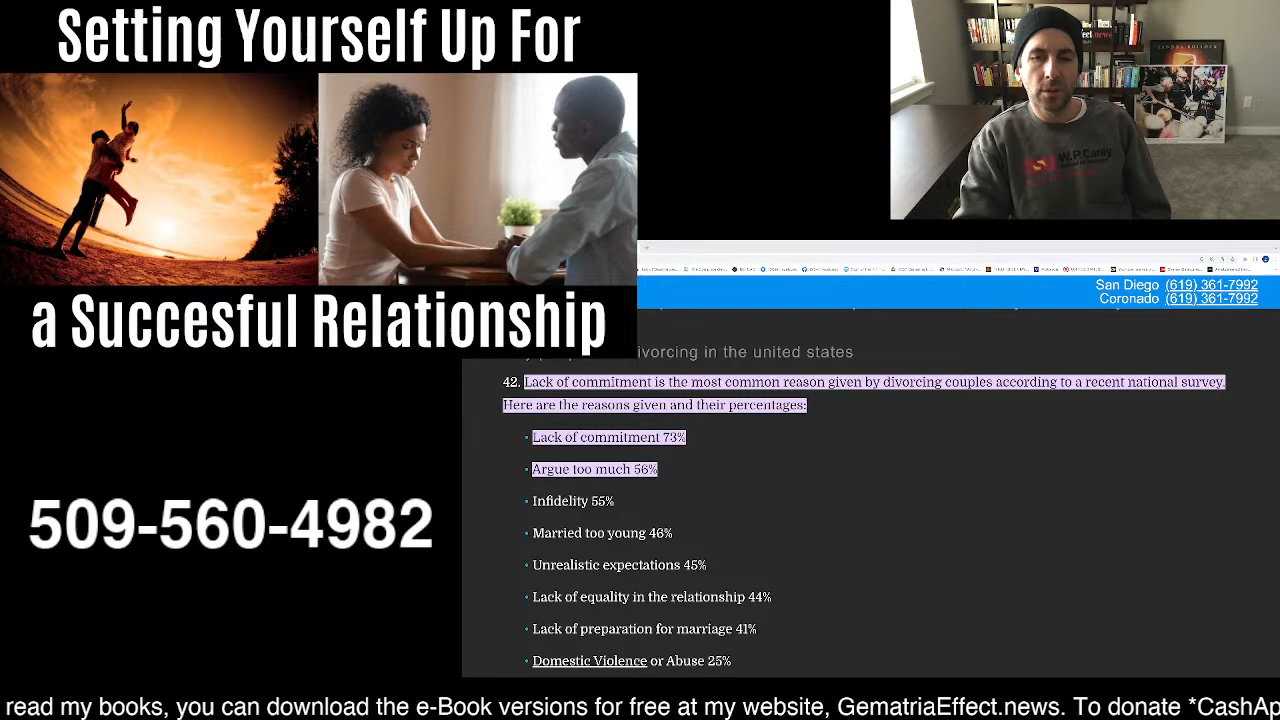 Setting Yourself Up For
a Succesful Relationship
fect.news
SANDRA BULLOCK
W.P. Carey
San Diego (619) 361-7992
Coronado (619) 361-7992
ivorcing in the united states
42. Lack of commitment is the most common reason given by divorcing couples according to a recent national survey.
Here are the reasons given and their percentages:
• Lack of commitment 73%
• Argue too much 56%
• Infidelity 55%
• Married too young 46%
• Unrealistic expectations 45%
• Lack of equality in the relationship 44%
• Lack of preparation for marriage 41%
• Domestic Violence or Abuse 25%
509-560-4982
read my books, you can download the e-Book versions for free at my website, GematriaEffect.news. To donate *CashAp